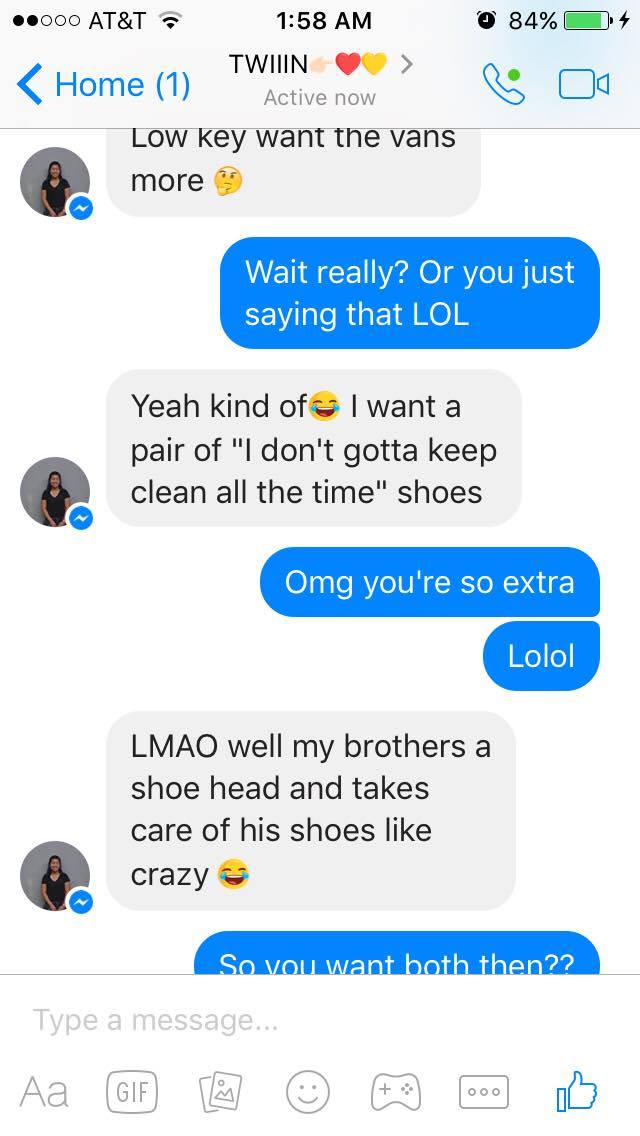 AT&T 1:58 AM 84%
Home (1) TWIIIN👉🏻❤️💛
Active now
Low key want the vans
more 🤔
Wait really? Or you just
saying that LOL
Yeah kind of😂 I want a
pair of "I don't gotta keep
clean all the time" shoes
Omg you're so extra
Lolol
LMAO well my brothers a
shoe head and takes
care of his shoes like
crazy 😂
So you want both then??
Type a message...
Aa GIF